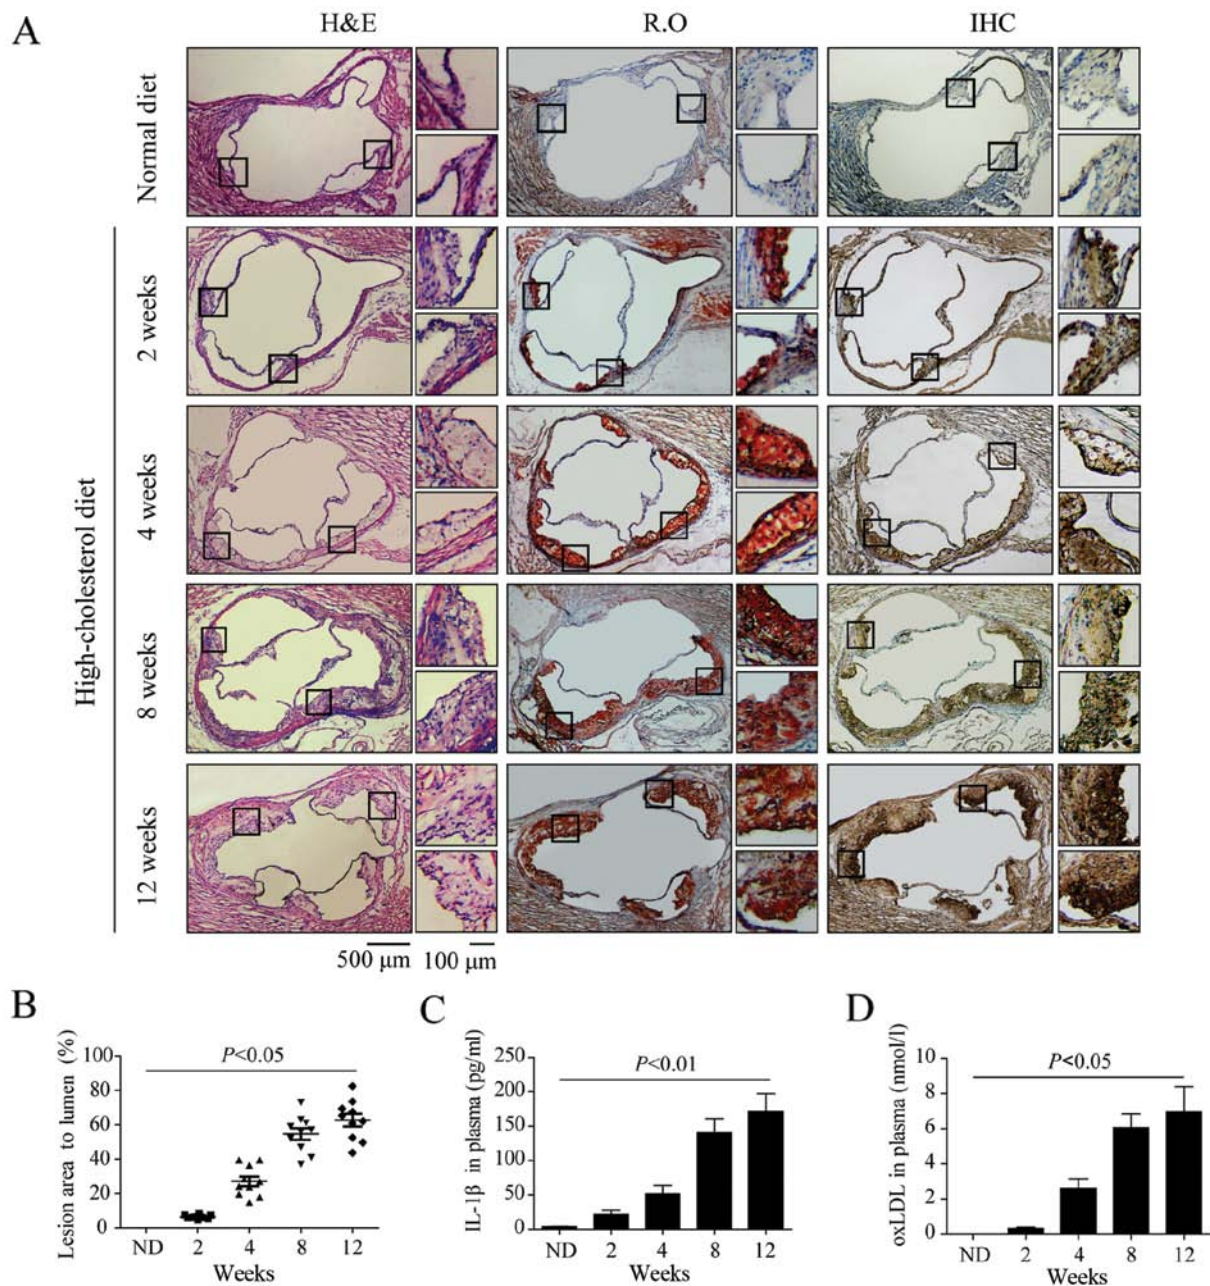 A
H&E
R.O
IHC
Normal diet
High-cholesterol diet
2 weeks
4 weeks
8 weeks
12 weeks
500 μm
100 μm
B
Lesion area to lumen (%)
P<0.05
100
80
60
40
20
0
ND
2
4
8
12
Weeks
C
IL-1β in plasma (pg/ml)
P<0.01
250
200
150
100
50
0
ND
2
4
8
12
Weeks
D
oxLDL in plasma (nmol/l)
P<0.05
8
6
4
2
0
ND
2
4
8
12
Weeks